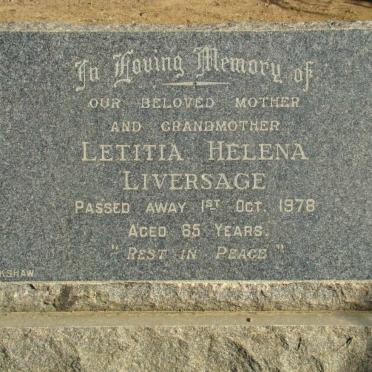 In Loving Memory of
OUR BELOVED MOTHER
AND GRANDMOTHER
LETITIA HELENA
LIVERSAGE
PASSED AWAY 1ST OCT. 1978
AGED 65 YEARS.
"REST IN PEACE"